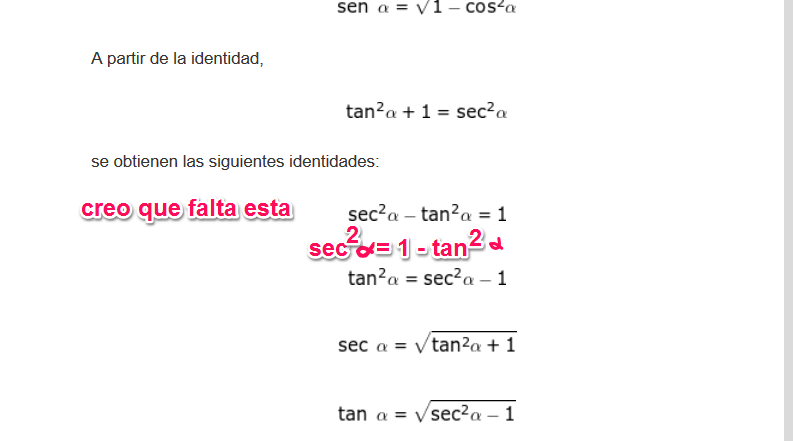 sen α = √1 – cos²α
A partir de la identidad,
tan²α + 1 = sec²α
se obtienen las siguientes identidades:
creo que falta esta
sec²α – tan²α = 1
sec²α = 1 - tan²α
tan²α = sec²α – 1
sec α = √tan²α + 1
tan α = √sec²α – 1